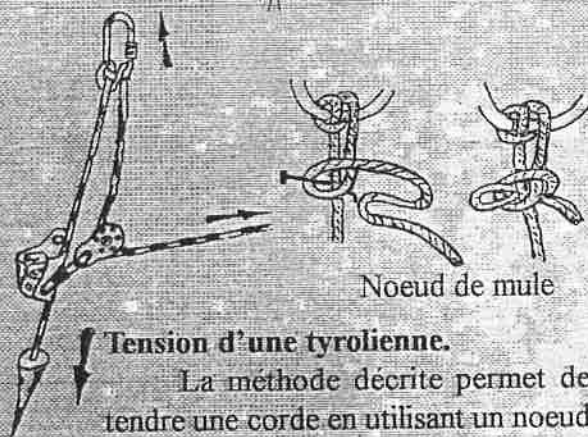 Noeud de mule
Tension d'une tyrolienne.
La méthode décrite permet de
tendre une corde en utilisant un noeud